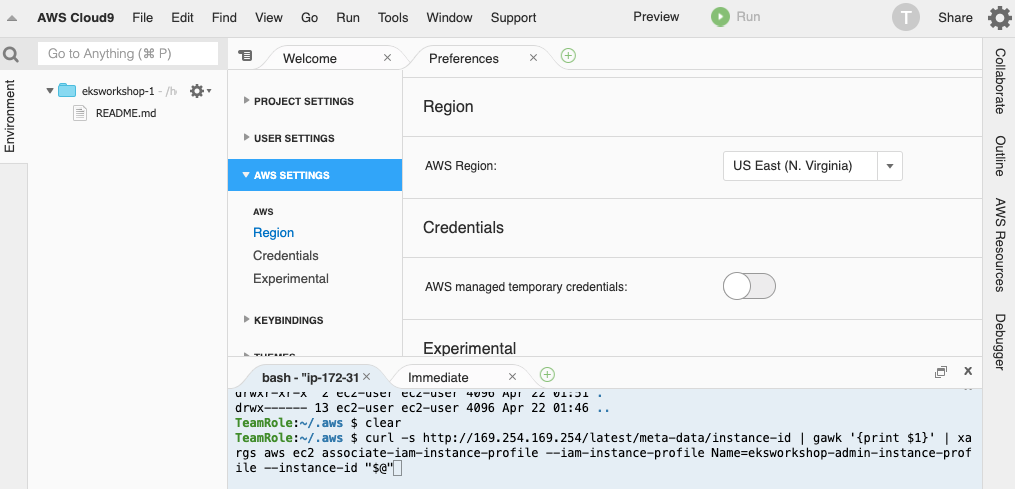 AWS Cloud9 File Edit Find View Go Run Tools Window Support Preview Run T Share
Go to Anything (⌘ P)
Environment
eksworkshop-1 - /h
README.md
Welcome
Preferences
PROJECT SETTINGS
USER SETTINGS
AWS SETTINGS
AWS
Region
Credentials
Experimental
KEYBINDINGS
THEMES
Region
AWS Region: US East (N. Virginia)
Credentials
AWS managed temporary credentials:
Experimental
Collaborate
Outline
AWS Resources
Debugger
bash - "ip-172-31
Immediate
drwxr-xr-x 2 ec2-user ec2-user 4096 Apr 22 01:51 .
drwx------ 13 ec2-user ec2-user 4096 Apr 22 01:46 ..
TeamRole:~/.aws $ clear
TeamRole:~/.aws $ curl -s http://169.254.169.254/latest/meta-data/instance-id | gawk '{print $1}' | xa
rgs aws ec2 associate-iam-instance-profile --iam-instance-profile Name=eksworkshop-admin-instance-prof
ile --instance-id "$@"